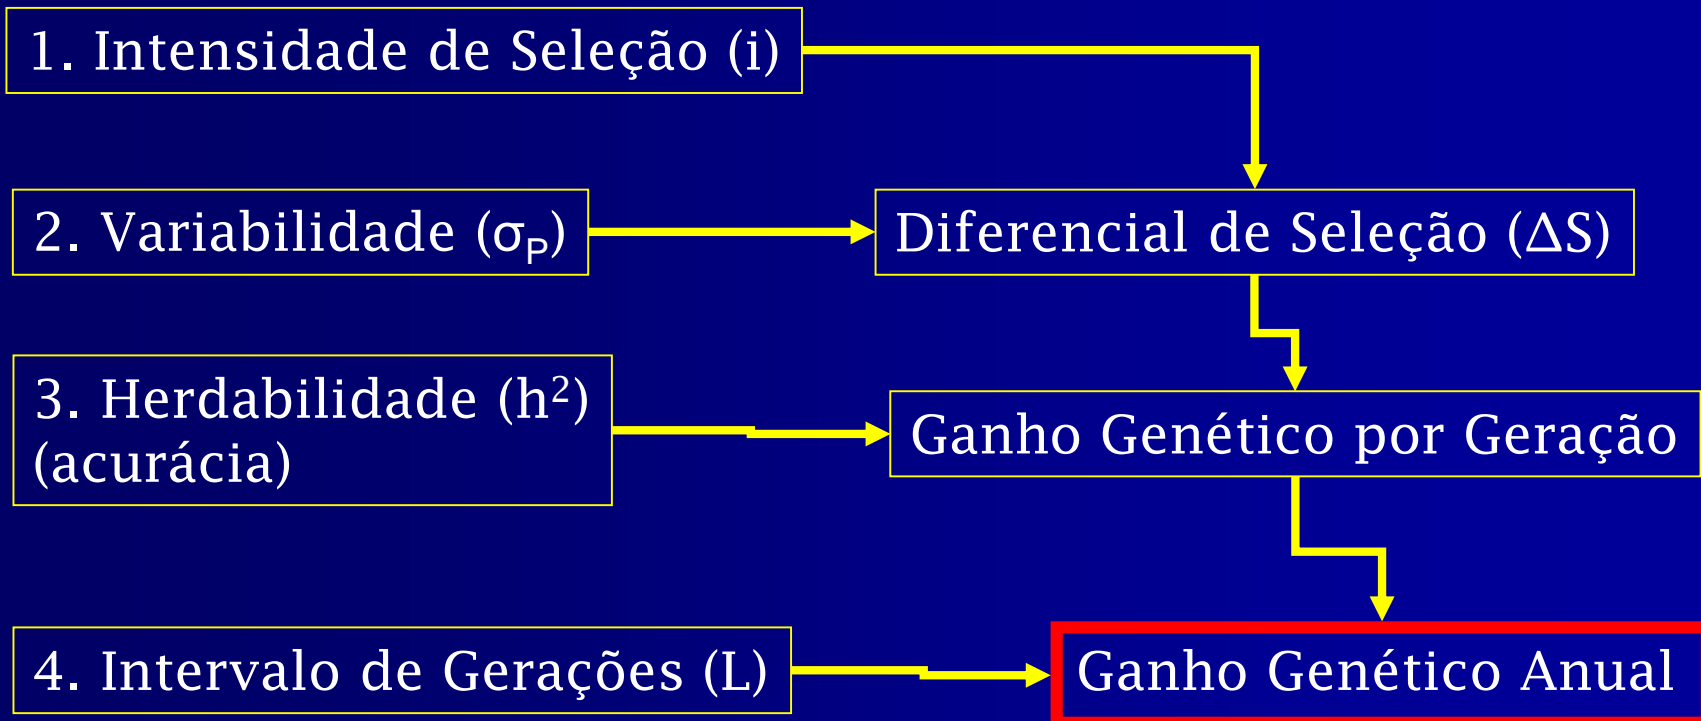 1. Intensidade de Seleção (i)
2. Variabilidade (σP)
Diferencial de Seleção (ΔS)
3. Herdabilidade (h²)
(acurácia)
Ganho Genético por Geração
4. Intervalo de Gerações (L)
Ganho Genético Anual